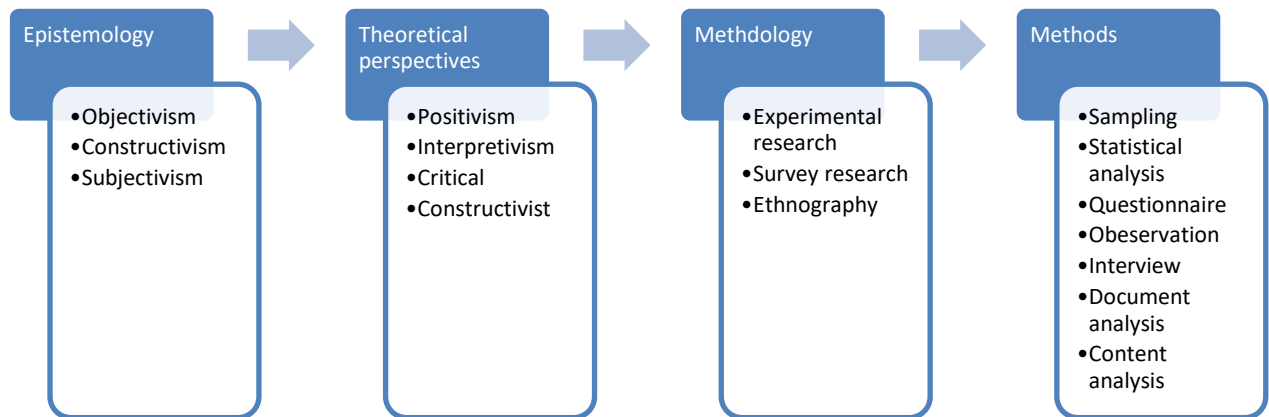 Epistemology
•Objectivism
•Constructivism
•Subjectivism
Theoretical
perspectives
•Positivism
•Interpretivism
•Critical
•Constructivist
Methdology
•Experimental
research
•Survey research
•Ethnography
Methods
•Sampling
•Statistical
analysis
•Questionnaire
•Obeservation
•Interview
•Document
analysis
•Content
analysis